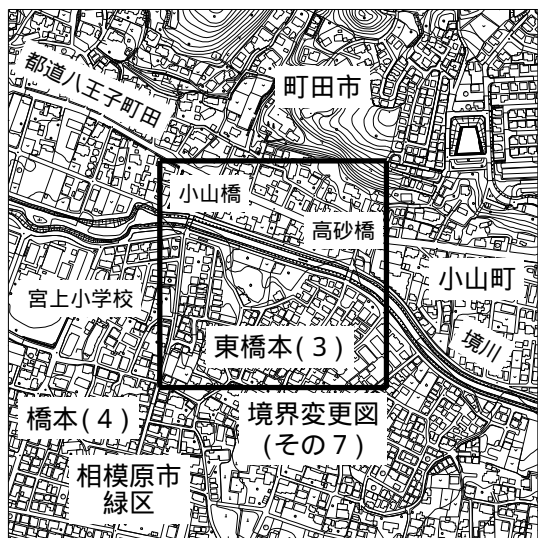 都道八王子町田
町田市
小山橋
高砂橋
小山町
宮上小学校
境川
東橋本(3)
橋本(4)
境界変更図
(その7)
相模原市
緑区